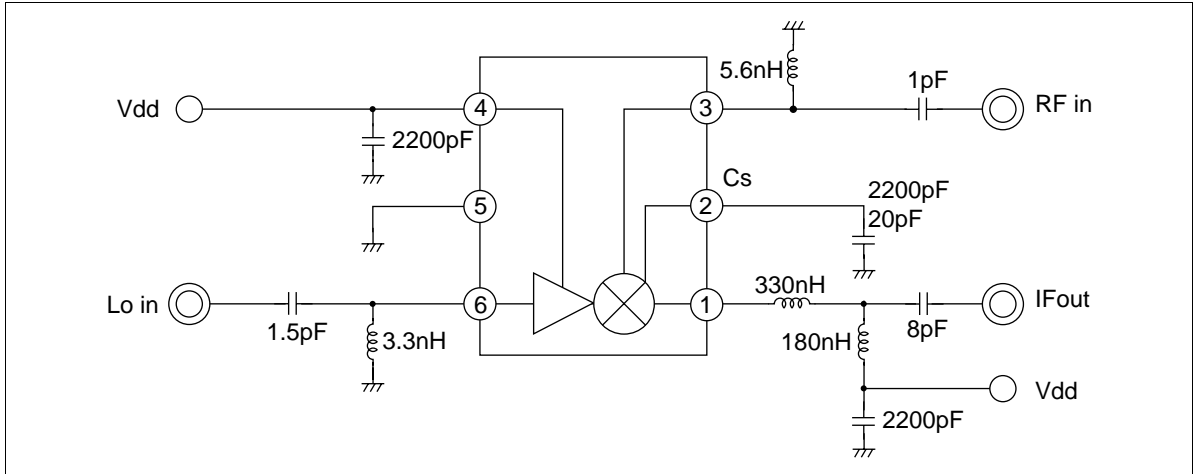 5.6nH
1pF
Vdd
4
3
RF in
2200pF
Cs
2200pF
20pF
5
2
330nH
Lo in
6
1
IFout
1.5pF
3.3nH
180nH
8pF
Vdd
2200pF